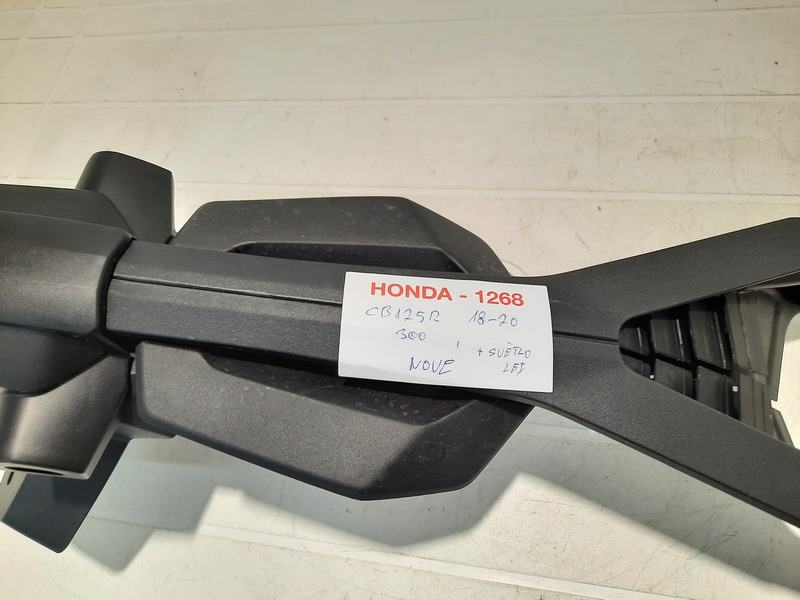 HONDA - 1268
CB125R 18-20
300
+ SVĚTLO
NOVÉ LED